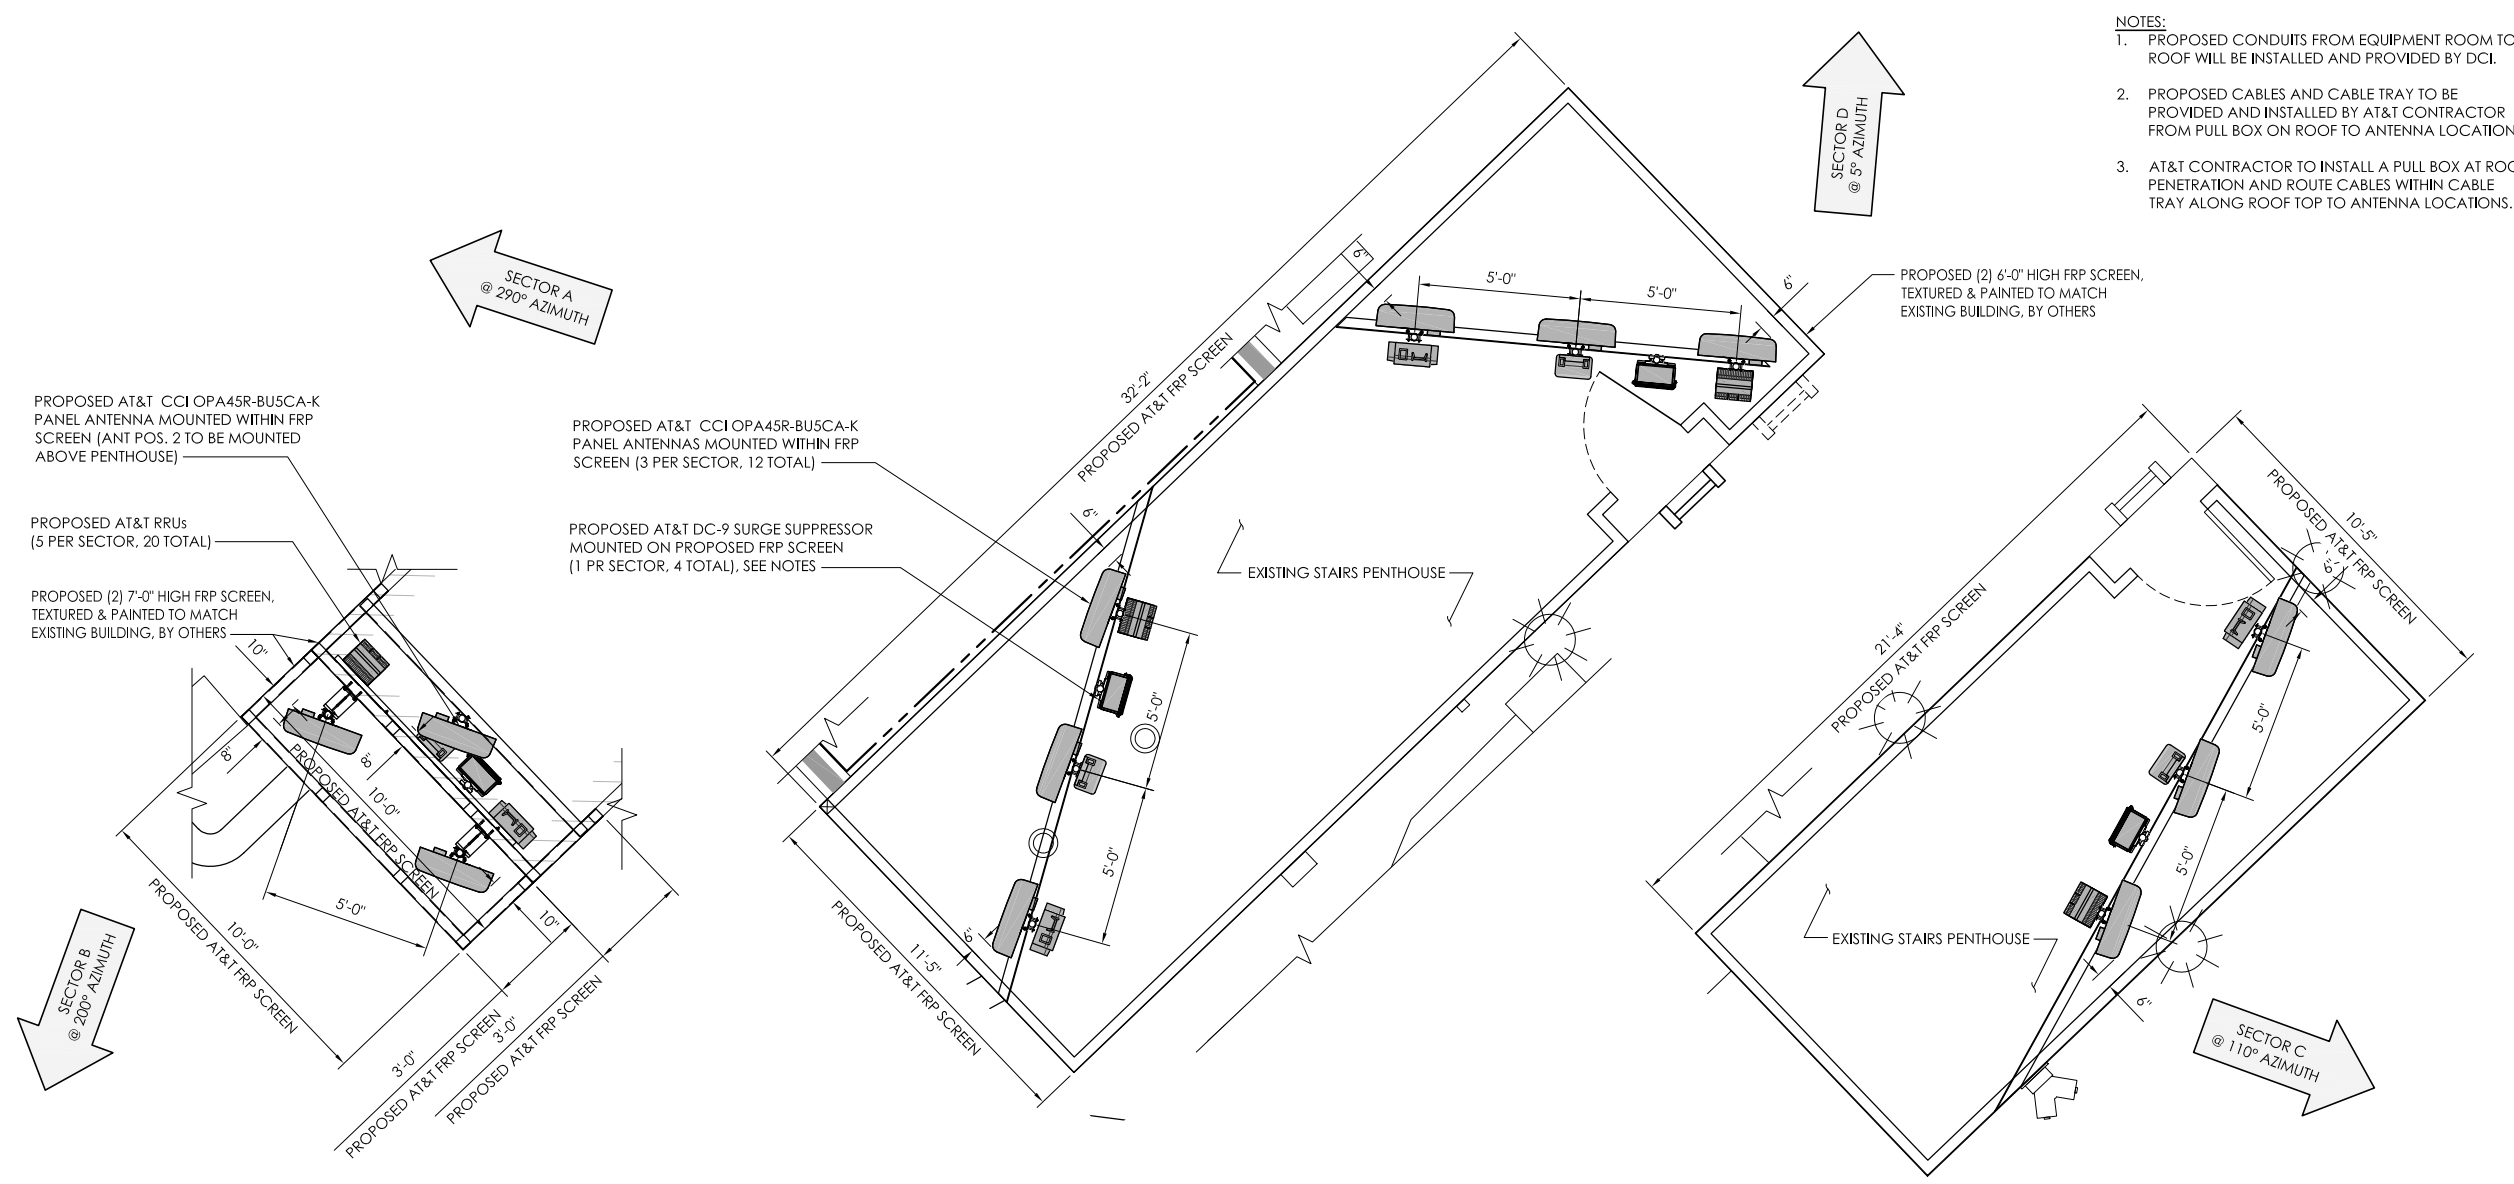 NOTES:
1. PROPOSED CONDUITS FROM EQUIPMENT ROOM TO
ROOF WILL BE INSTALLED AND PROVIDED BY DCI.
2. PROPOSED CABLES AND CABLE TRAY TO BE
PROVIDED AND INSTALLED BY AT&T CONTRACTOR
FROM PULL BOX ON ROOF TO ANTENNA LOCATION
3. AT&T CONTRACTOR TO INSTALL A PULL BOX AT ROO
PENETRATION AND ROUTE CABLES WITHIN CABLE
TRAY ALONG ROOF TOP TO ANTENNA LOCATIONS.
SECTOR D
@ 5° AZIMUTH
SECTOR A
@ 290° AZIMUTH
PROPOSED (2) 6'-0" HIGH FRP SCREEN,
TEXTURED & PAINTED TO MATCH
EXISTING BUILDING, BY OTHERS
6"
5'-0"
5'-0"
6"
32'-2"
PROPOSED AT&T FRP SCREEN
PROPOSED AT&T CCI OPA45R-BU5CA-K
PANEL ANTENNA MOUNTED WITHIN FRP
SCREEN (ANT POS. 2 TO BE MOUNTED
ABOVE PENTHOUSE)
PROPOSED AT&T RRUs
(5 PER SECTOR, 20 TOTAL)
PROPOSED (2) 7'-0" HIGH FRP SCREEN,
TEXTURED & PAINTED TO MATCH
EXISTING BUILDING, BY OTHERS
PROPOSED AT&T CCI OPA45R-BU5CA-K
PANEL ANTENNAS MOUNTED WITHIN FRP
SCREEN (3 PER SECTOR, 12 TOTAL)
PROPOSED AT&T DC-9 SURGE SUPPRESSOR
MOUNTED ON PROPOSED FRP SCREEN
(1 PR SECTOR, 4 TOTAL), SEE NOTES
6"
EXISTING STAIRS PENTHOUSE
5'-0"
5'-0"
6"
11'-5"
PROPOSED AT&T FRP SCREEN
10"
8"
8"
10'-0"
PROPOSED AT&T FRP SCREEN
5'-0"
10'-0"
PROPOSED AT&T FRP SCREEN
10"
3'-0"
PROPOSED AT&T FRP SCREEN
3'-0"
PROPOSED AT&T FRP SCREEN
SECTOR B
@ 200° AZIMUTH
10'-5"
PROPOSED AT&T FRP SCREEN
6"
21'-4"
PROPOSED AT&T FRP SCREEN
5'-0"
5'-0"
EXISTING STAIRS PENTHOUSE
6"
SECTOR C
@ 110° AZIMUTH